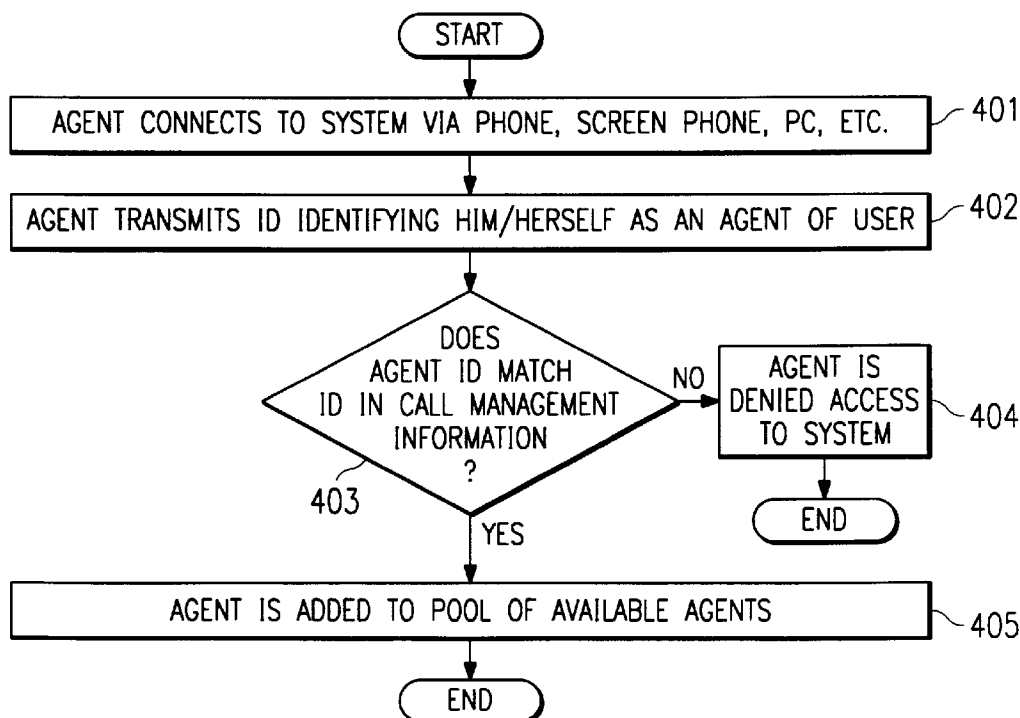 START
AGENT CONNECTS TO SYSTEM VIA PHONE, SCREEN PHONE, PC, ETC.
401
AGENT TRANSMITS ID IDENTIFYING HIM/HERSELF AS AN AGENT OF USER
402
DOES
AGENT ID MATCH
ID IN CALL MANAGEMENT
INFORMATION
?
403
NO
AGENT IS
DENIED ACCESS
TO SYSTEM
404
END
YES
AGENT IS ADDED TO POOL OF AVAILABLE AGENTS
405
END